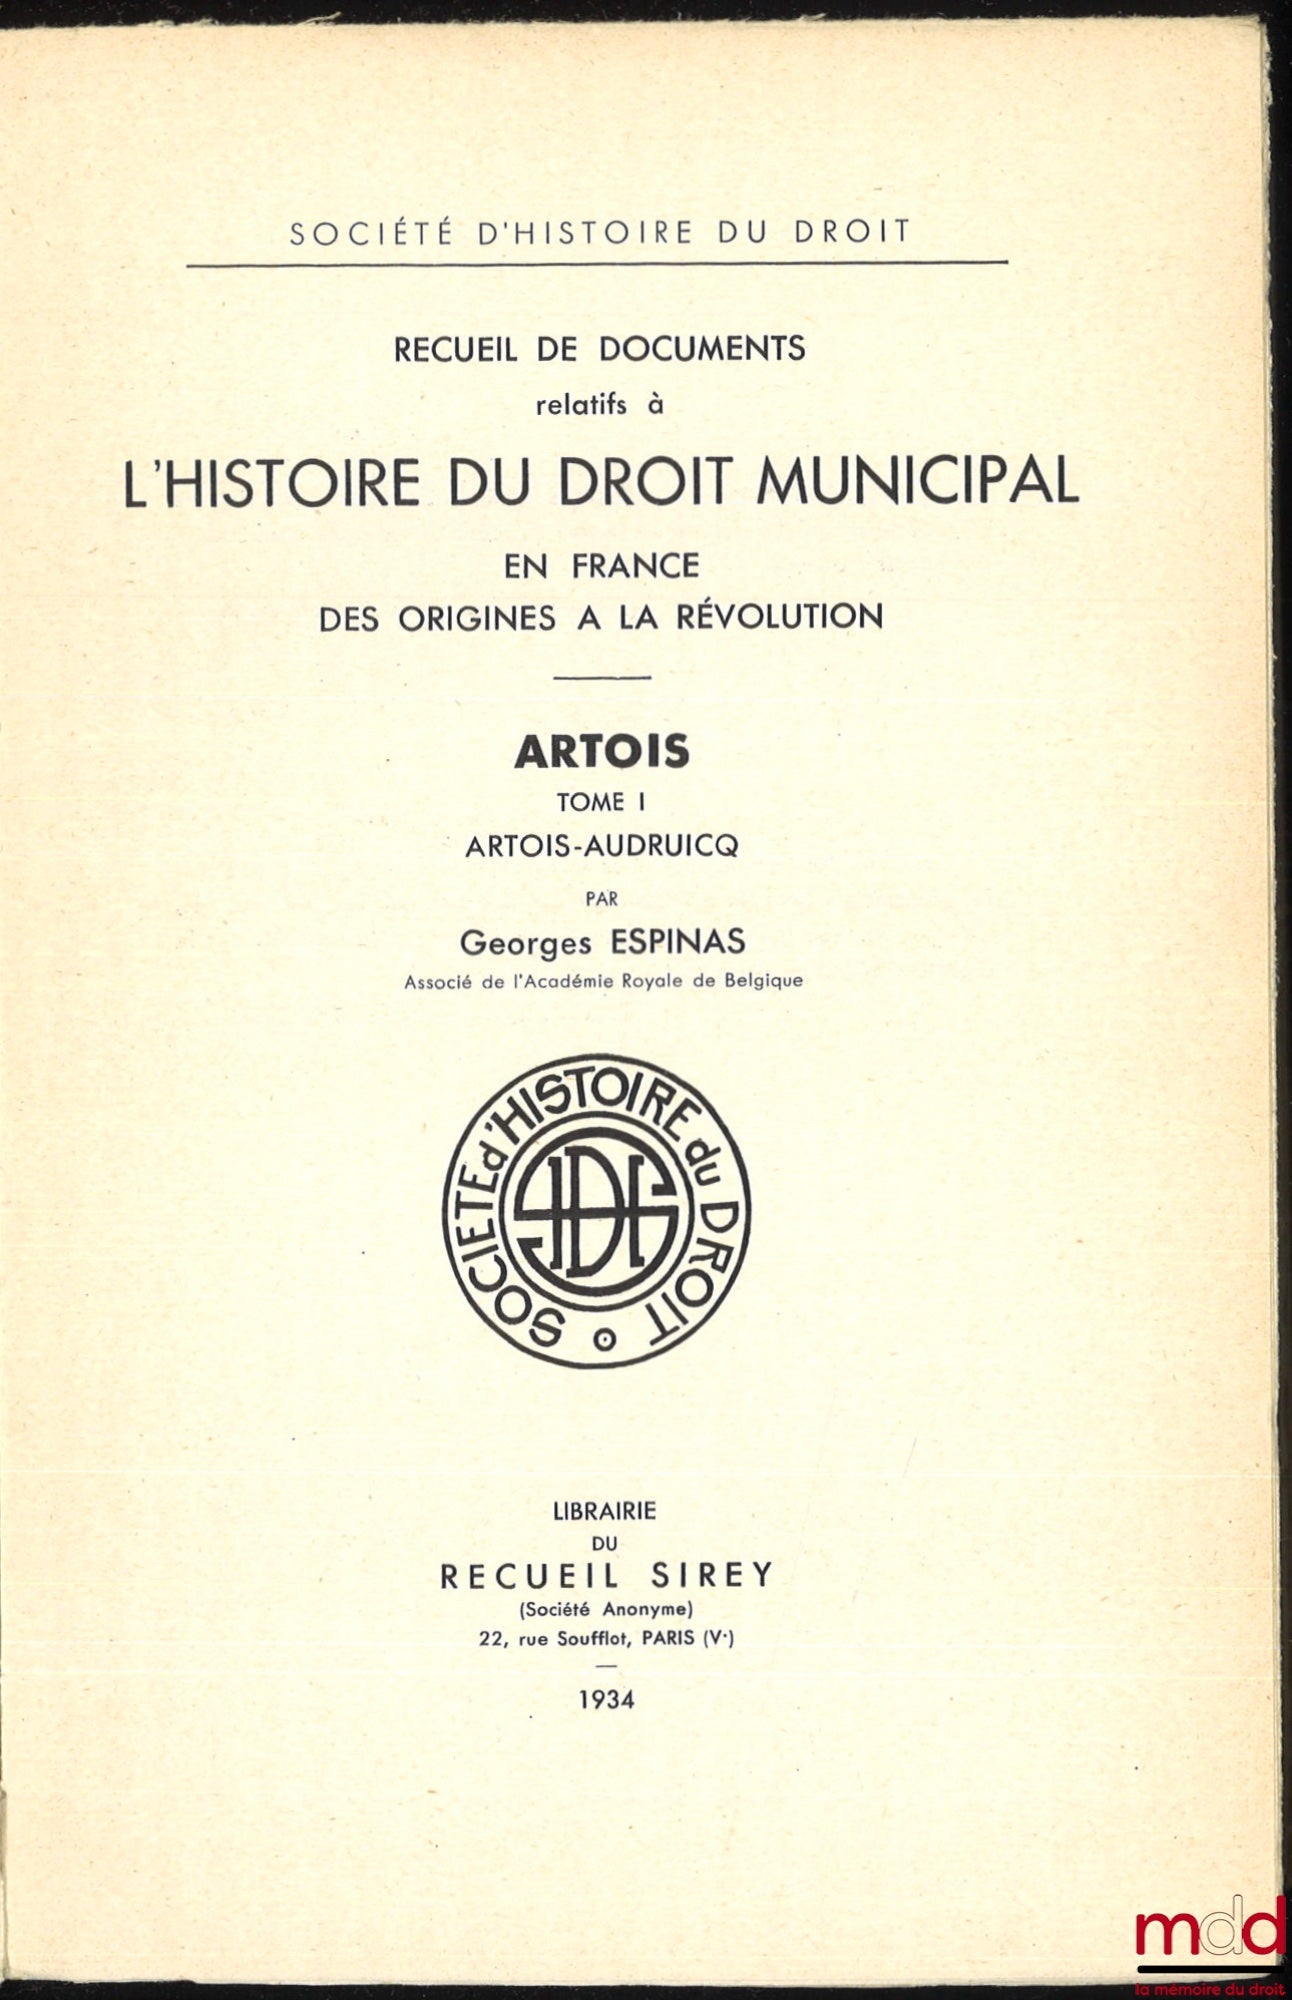 SOCIÉTÉ D'HISTOIRE DU DROIT
RECUEIL DE DOCUMENTS
relatifs à
L'HISTOIRE DU DROIT MUNICIPAL
EN FRANCE
DES ORIGINES A LA RÉVOLUTION
ARTOIS
TOME I
ARTOIS-AUDRUICQ
PAR
Georges ESPINAS
Associé de l'Académie Royale de Belgique
SOCIETE d'HISTOIRE du DROIT
LIBRAIRIE
DU
RECUEIL SIREY
(Société Anonyme)
22, rue Soufflot, PARIS (Vᵉ)
1934
mdd
la mémoire du droit